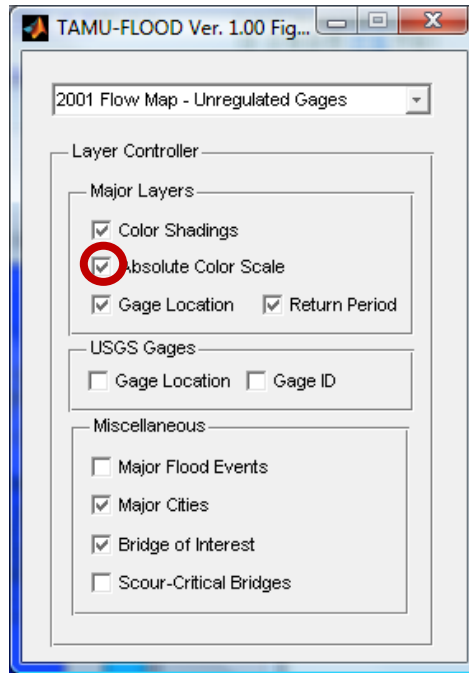 TAMU-FLOOD Ver. 1.00 Fig...
2001 Flow Map - Unregulated Gages
Layer Controller
Major Layers
Color Shadings
Absolute Color Scale
Gage Location Return Period
USGS Gages
Gage Location Gage ID
Miscellaneous
Major Flood Events
Major Cities
Bridge of Interest
Scour-Critical Bridges